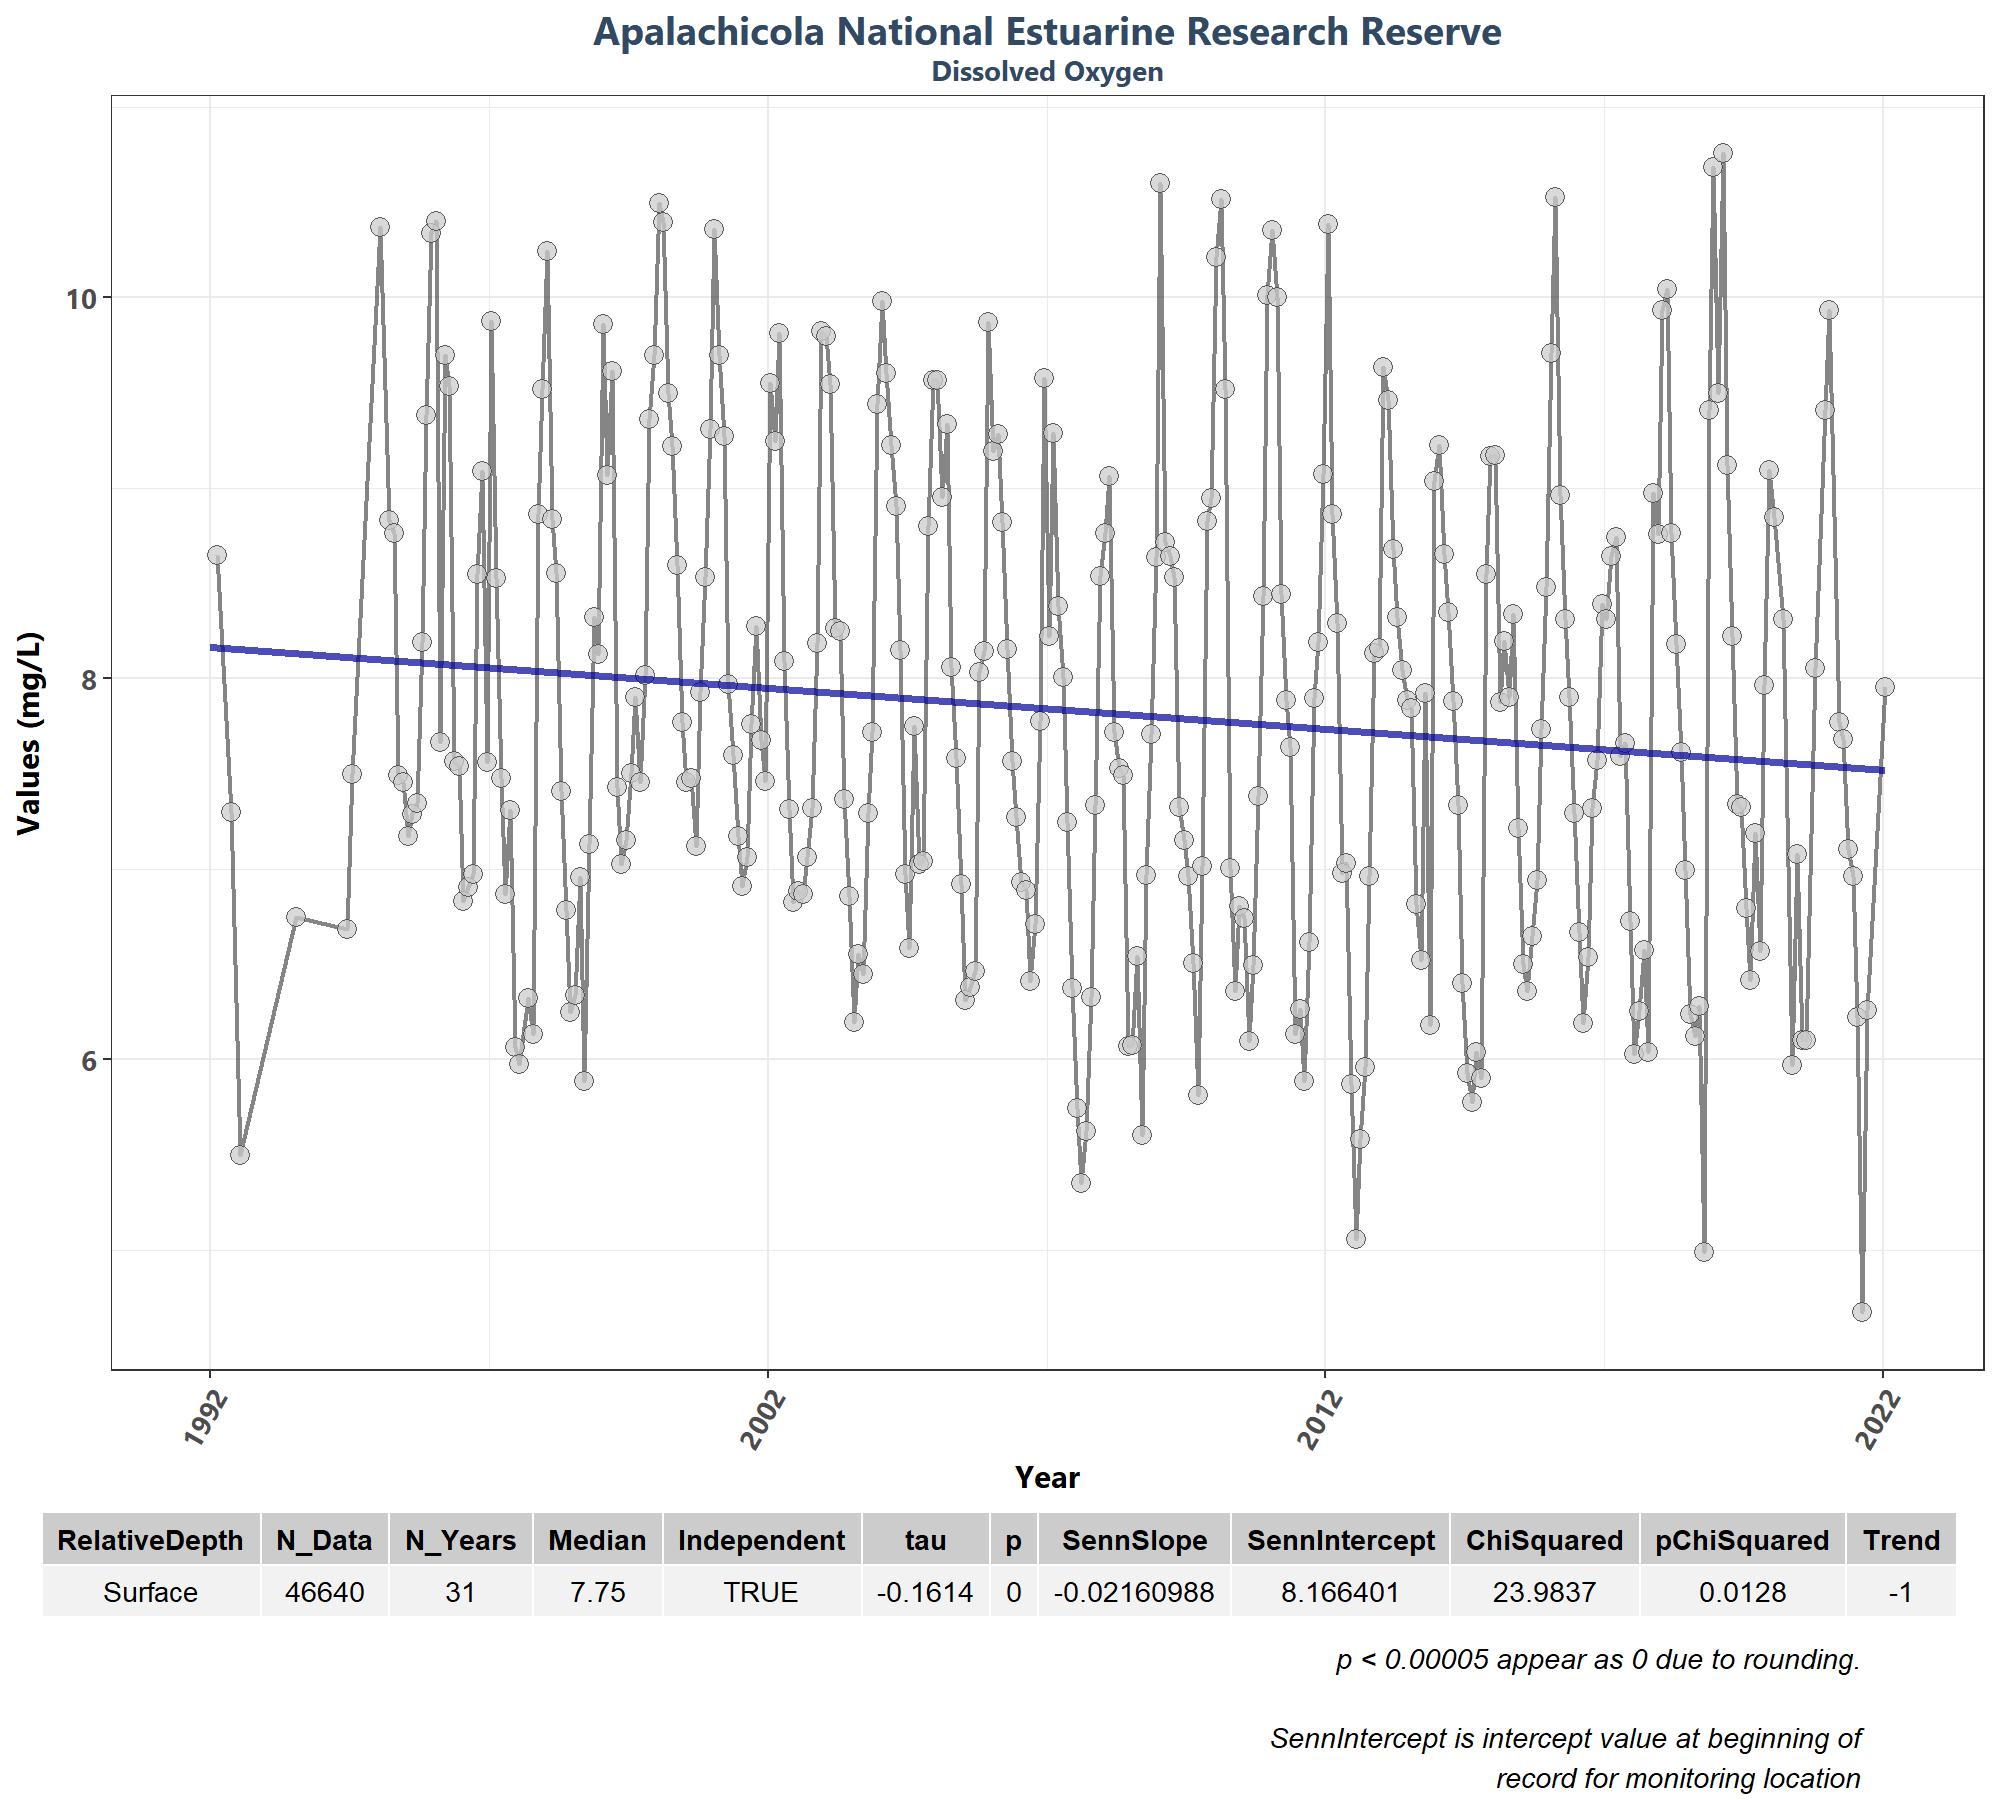 Apalachicola National Estuarine Research Reserve
Dissolved Oxygen
Values (mg/L)
10
8
6
1992
2002
2012
2022
Year
RelativeDepth N_Data N_Years Median Independent tau p SennSlope SennIntercept ChiSquared pChiSquared Trend
Surface 46640 31 7.75 TRUE -0.1614 0 -0.02160988 8.166401 23.9837 0.0128 -1
p < 0.00005 appear as 0 due to rounding.
SennIntercept is intercept value at beginning of
record for monitoring location